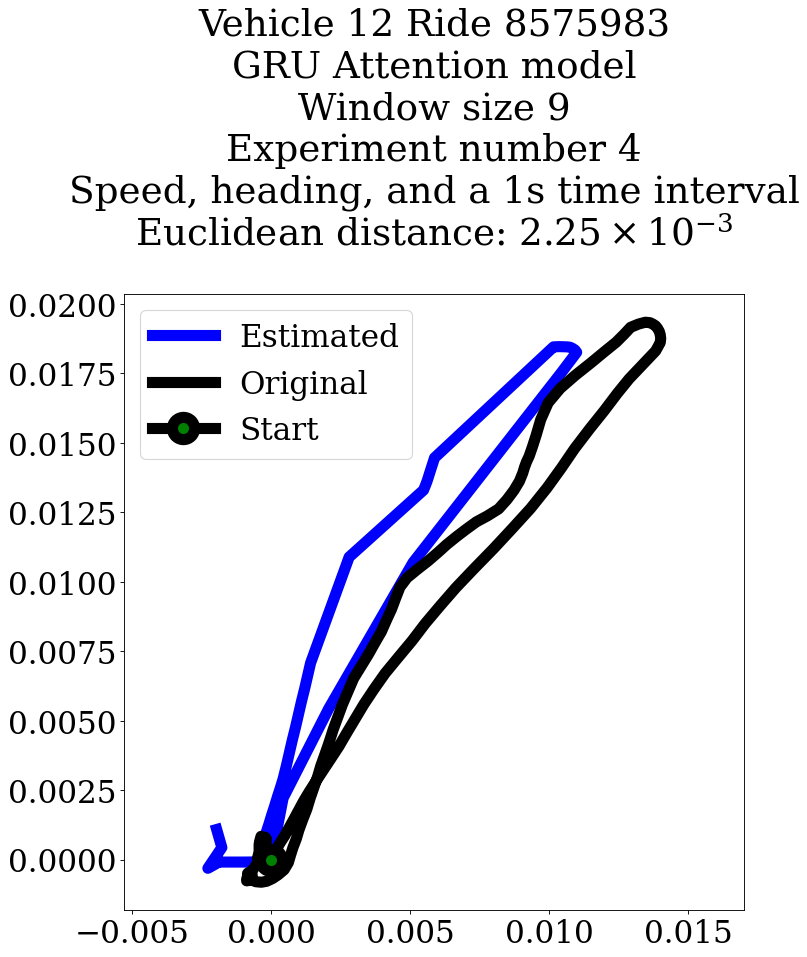 Vehicle 12 Ride 8575983
GRU Attention model
Window size 9
Experiment number 4
Speed, heading, and a 1s time interval
Euclidean distance: 2.25 × 10⁻³
0.0200
0.0175
0.0150
0.0125
0.0100
0.0075
0.0050
0.0025
0.0000
Estimated
Original
Start
−0.005 0.000 0.005 0.010 0.015